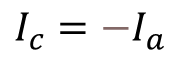 I_c = −I_a